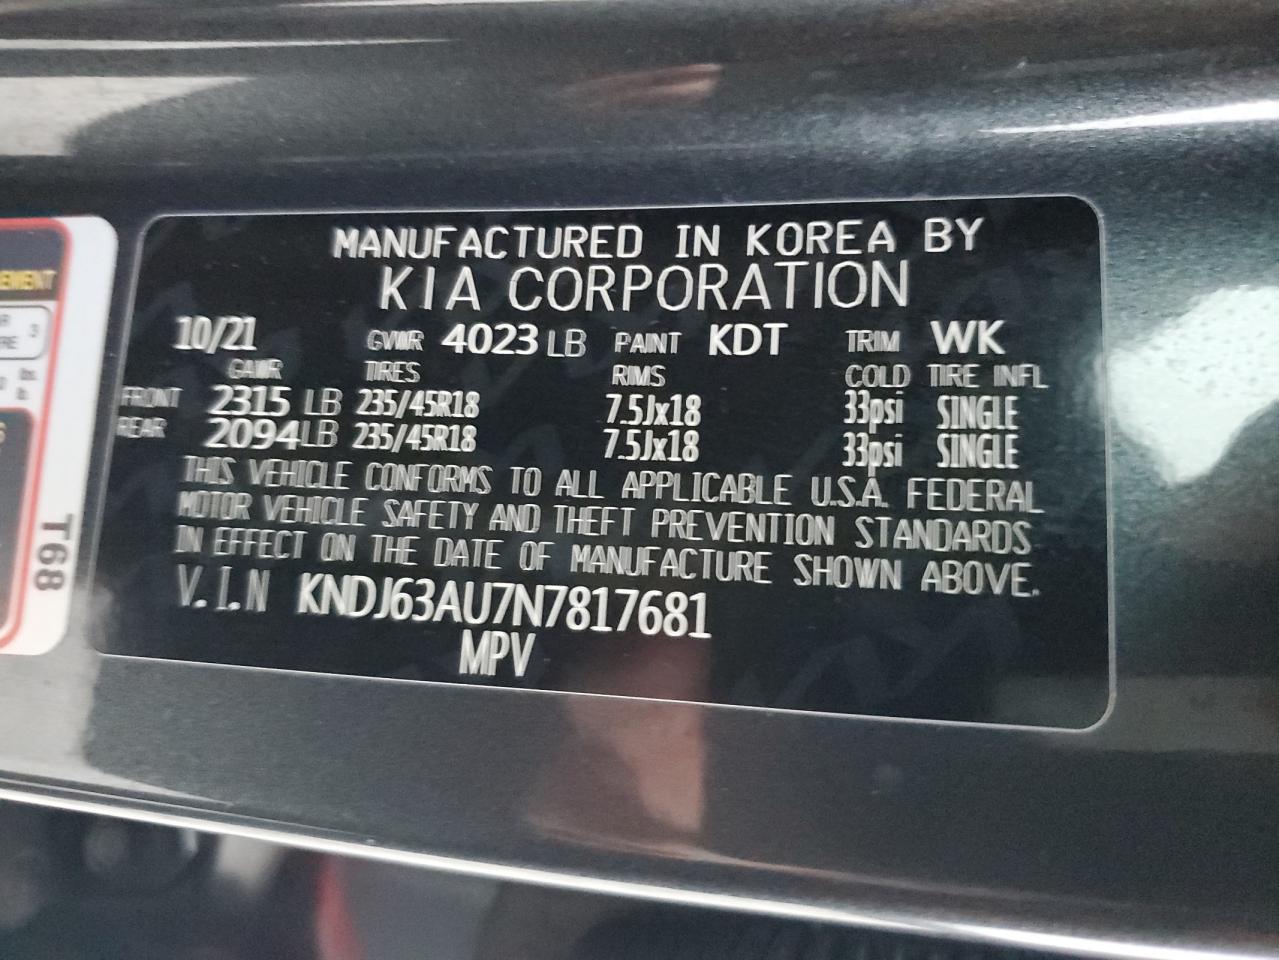 MANUFACTURED IN KOREA BY
KIA CORPORATION
10/21 GVWR 4023 LB PAINT KDT TRIM WK
GAWR TIRES RIMS COLD TIRE INFL
FRONT 2315 LB 235/45R18 7.5Jx18 33psi SINGLE
REAR 2094 LB 235/45R18 7.5Jx18 33psi SINGLE
THIS VEHICLE CONFORMS TO ALL APPLICABLE U.S.A. FEDERAL
MOTOR VEHICLE SAFETY AND THEFT PREVENTION STANDARDS
IN EFFECT ON THE DATE OF MANUFACTURE SHOWN ABOVE.
V.I.N KNDJ63AU7N7817681
MPV
T68